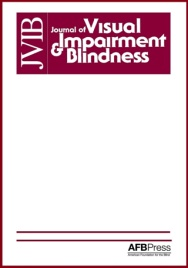 JVIB
Journal of Visual
Impairment
& Blindness
AFBPress
American Foundation for the Blind